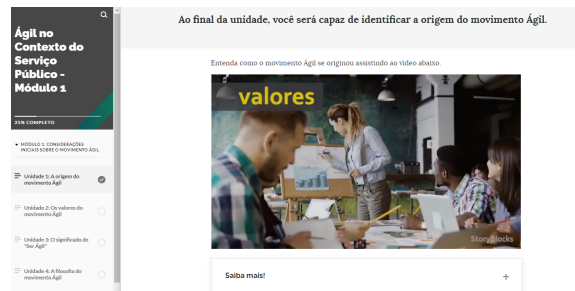 Ágil no
Contexto do
Serviço
Público -
Módulo 1
25% COMPLETO
MÓDULO 1: CONSIDERAÇÕES
INICIAIS SOBRE O MOVIMENTO ÁGIL
Unidade 1: A origem do
movimento Ágil
Unidade 2: Os valores do
movimento Ágil
Unidade 3: O significado de
"Ser Ágil"
Unidade 4: A filosofia do
movimento Ágil
Ao final da unidade, você será capaz de identificar a origem do movimento Ágil.
Entenda como o movimento Ágil se originou assistindo ao vídeo abaixo.
valores
Storyblocks
Saiba mais!